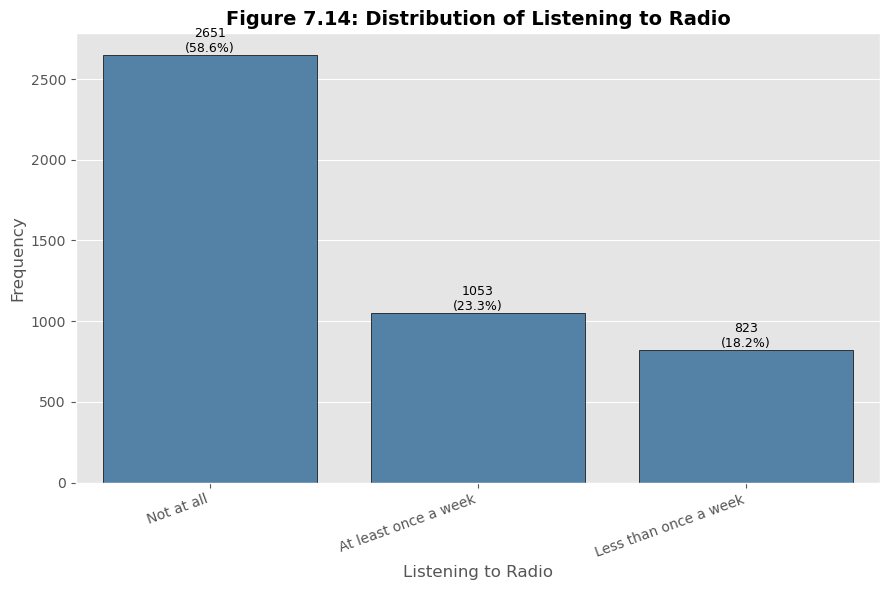 Figure 7.14: Distribution of Listening to Radio
2651
(58.6%)
1053
(23.3%)
823
(18.2%)
Frequency
2500
2000
1500
1000
500
0
Not at all
At least once a week
Less than once a week
Listening to Radio